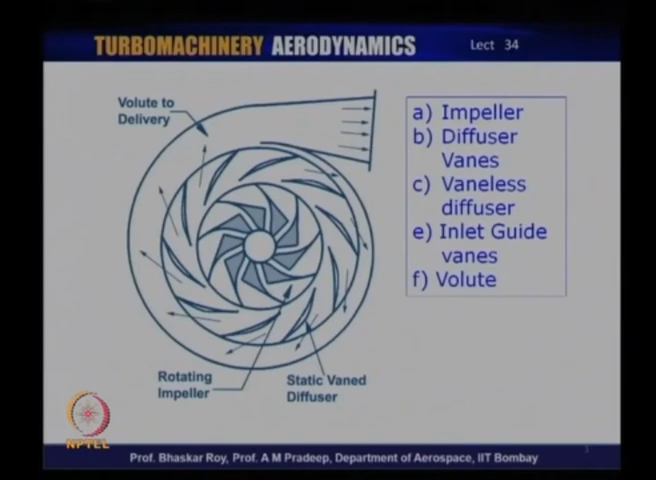 TURBOMACHINERY AERODYNAMICS
Lect 34
Volute to
Delivery
a) Impeller
b) Diffuser
Vanes
c) Vaneless
diffuser
e) Inlet Guide
vanes
f) Volute
Rotating
Impeller
Static Vaned
Diffuser
NPTEL
Prof. Bhaskar Roy, Prof. A M Pradeep, Department of Aerospace, IIT Bombay